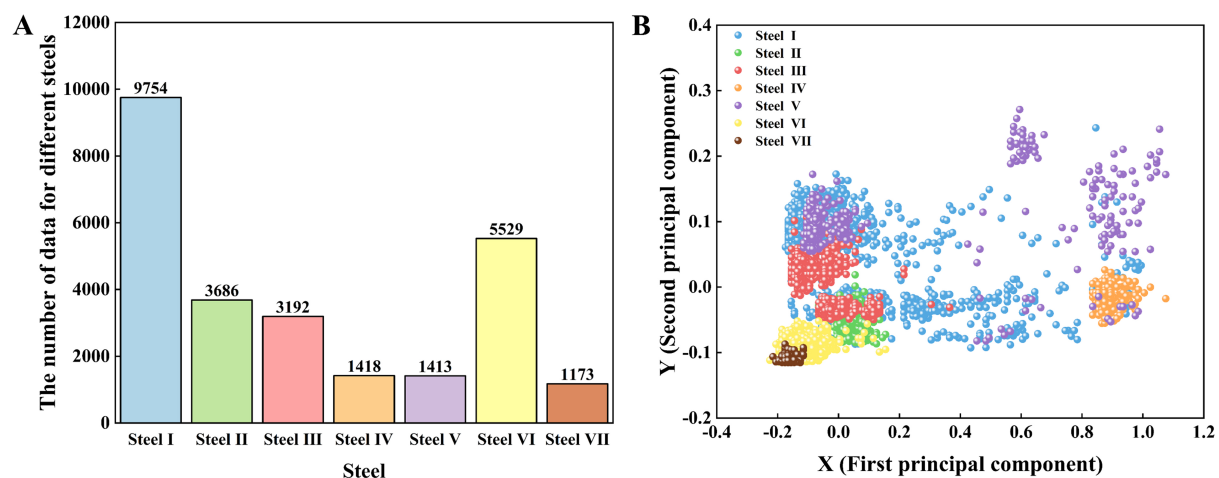 A
The number of data for different steels
12000
10000
8000
6000
4000
2000
0
9754
3686
3192
1418
1413
5529
1173
Steel I
Steel II
Steel III
Steel IV
Steel V
Steel VI
Steel VII
Steel
B
Y (Second principal component)
0.4
0.3
0.2
0.1
0.0
-0.1
-0.2
Steel I
Steel II
Steel III
Steel IV
Steel V
Steel VI
Steel VII
-0.4
-0.2
0.0
0.2
0.4
0.6
0.8
1.0
1.2
X (First principal component)